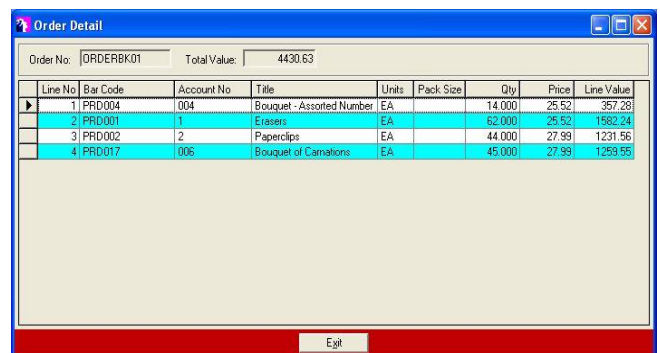 Order Detail
Order No: ORDERBK01 Total Value: 4430.63
Line No Bar Code Account No Title Units Pack Size Qty Price Line Value
1 PRD004 004 Bouquet - Assorted Number EA 14.000 25.52 357.28
2 PRD001 1 Erasers EA 62.000 25.52 1582.24
3 PRD002 2 Paperclips EA 44.000 27.99 1231.56
4 PRD017 006 Bouquet of Carnations EA 45.000 27.99 1259.55
Exit